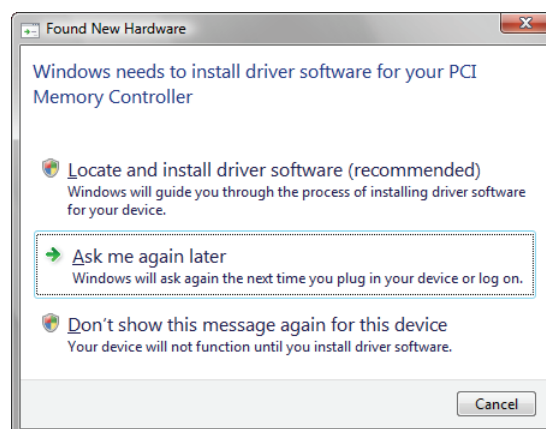 Found New Hardware
Windows needs to install driver software for your PCI
Memory Controller
Locate and install driver software (recommended)
Windows will guide you through the process of installing driver software
for your device.
Ask me again later
Windows will ask again the next time you plug in your device or log on.
Don't show this message again for this device
Your device will not function until you install driver software.
Cancel